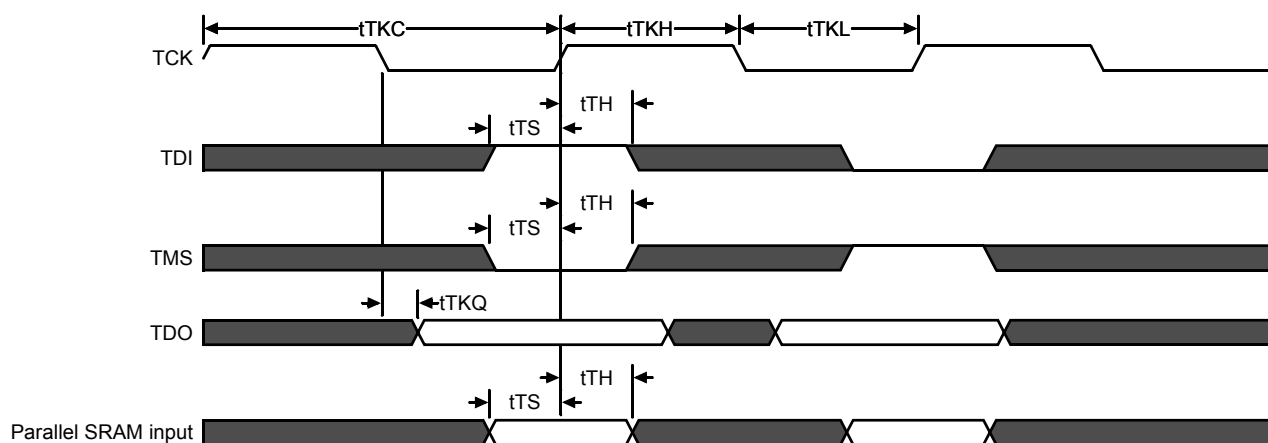 tTKC tTKH tTKL
TCK
tTH
tTS
TDI
tTH
tTS
TMS
tTKQ
TDO
tTH
tTS
Parallel SRAM input